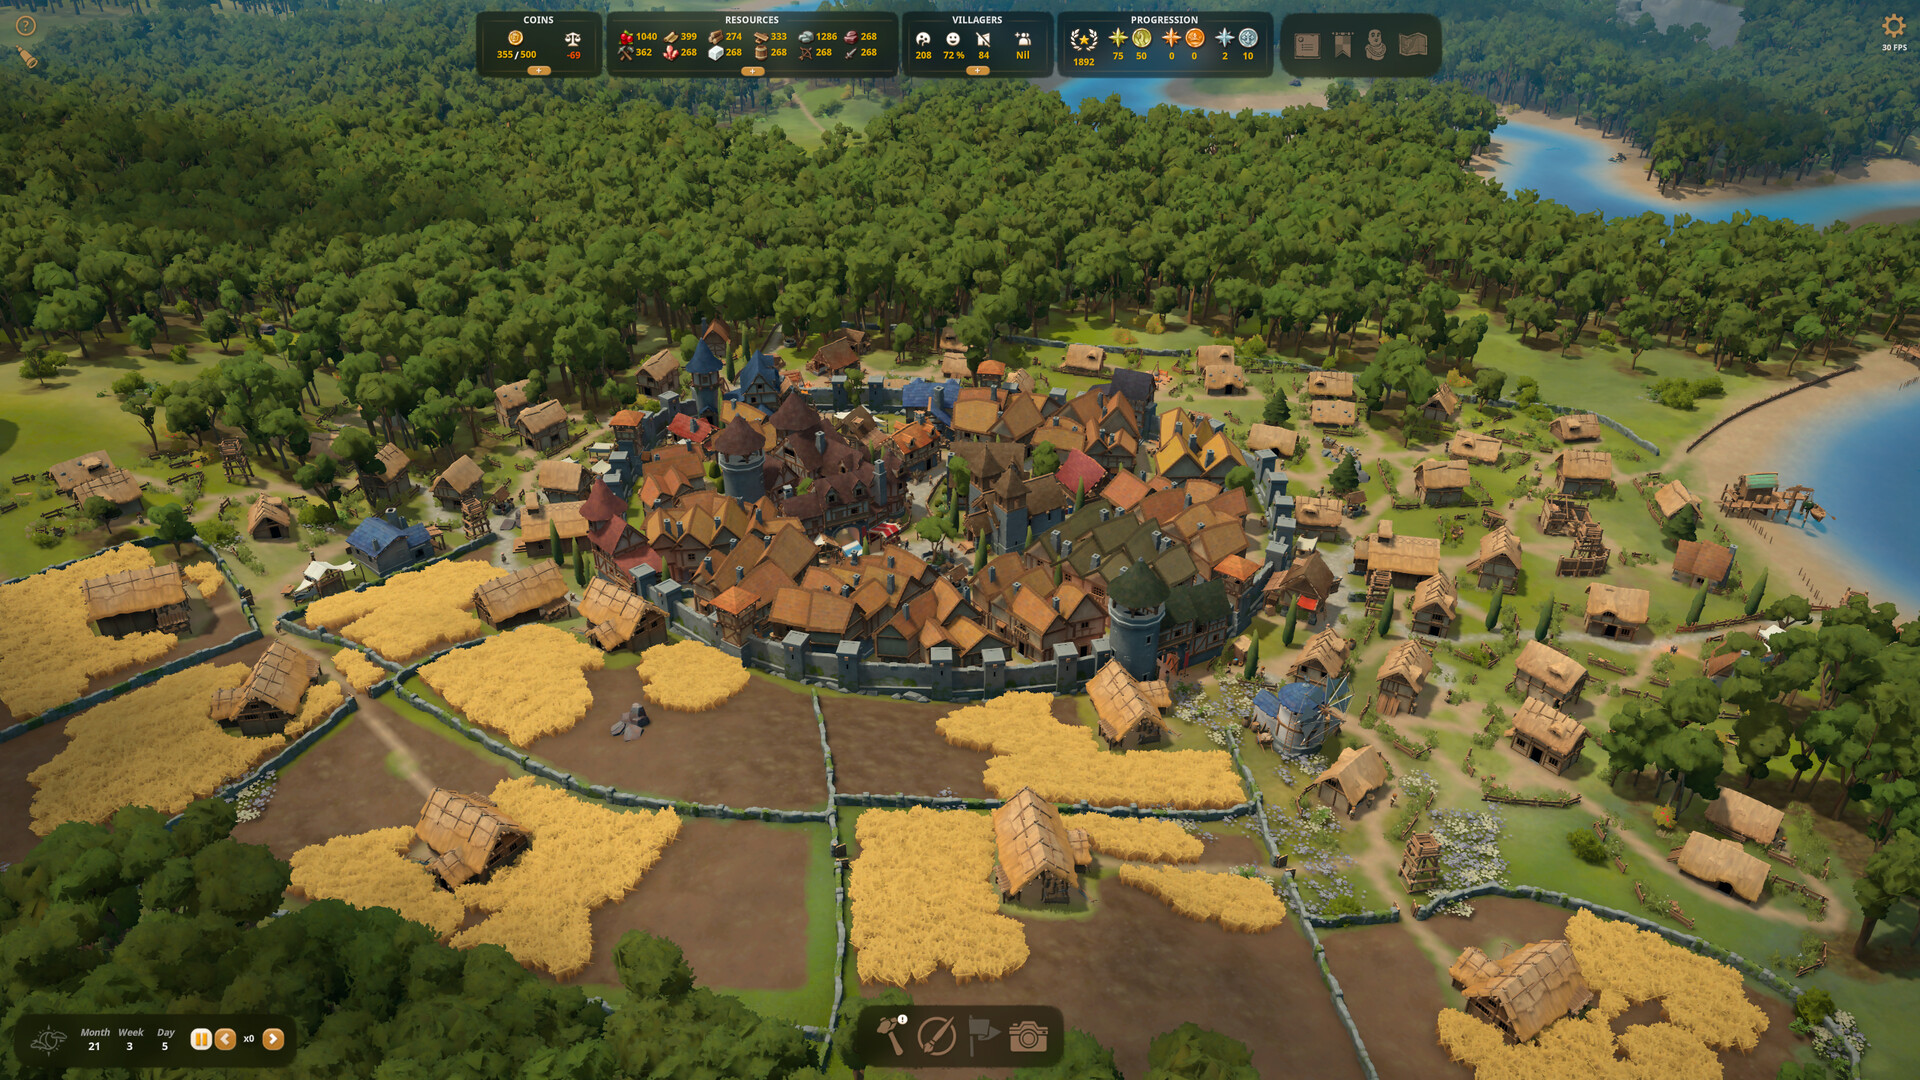 ?
COINS
355/500 -69
+
RESOURCES
1040 399 274 333 1286 268
362 268 268 268 268 268
+
VILLAGERS
208 72 % 84 Nil
+
PROGRESSION
1892 75 50 0 0 2 10
30 FPS
Month Week Day
21 3 5
x0
!